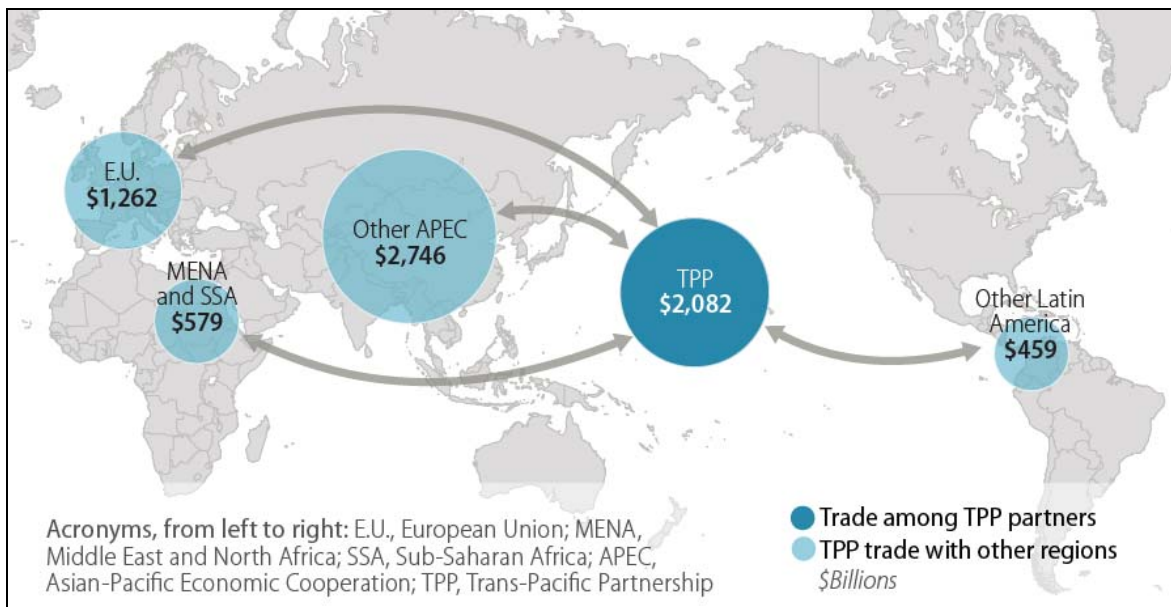 E.U.
$1,262
Other APEC
$2,746
MENA
and SSA
$579
TPP
$2,082
Other Latin
America
$459
Acronyms, from left to right: E.U., European Union; MENA,
Middle East and North Africa; SSA, Sub-Saharan Africa; APEC,
Asian-Pacific Economic Cooperation; TPP, Trans-Pacific Partnership
Trade among TPP partners
TPP trade with other regions
$Billions